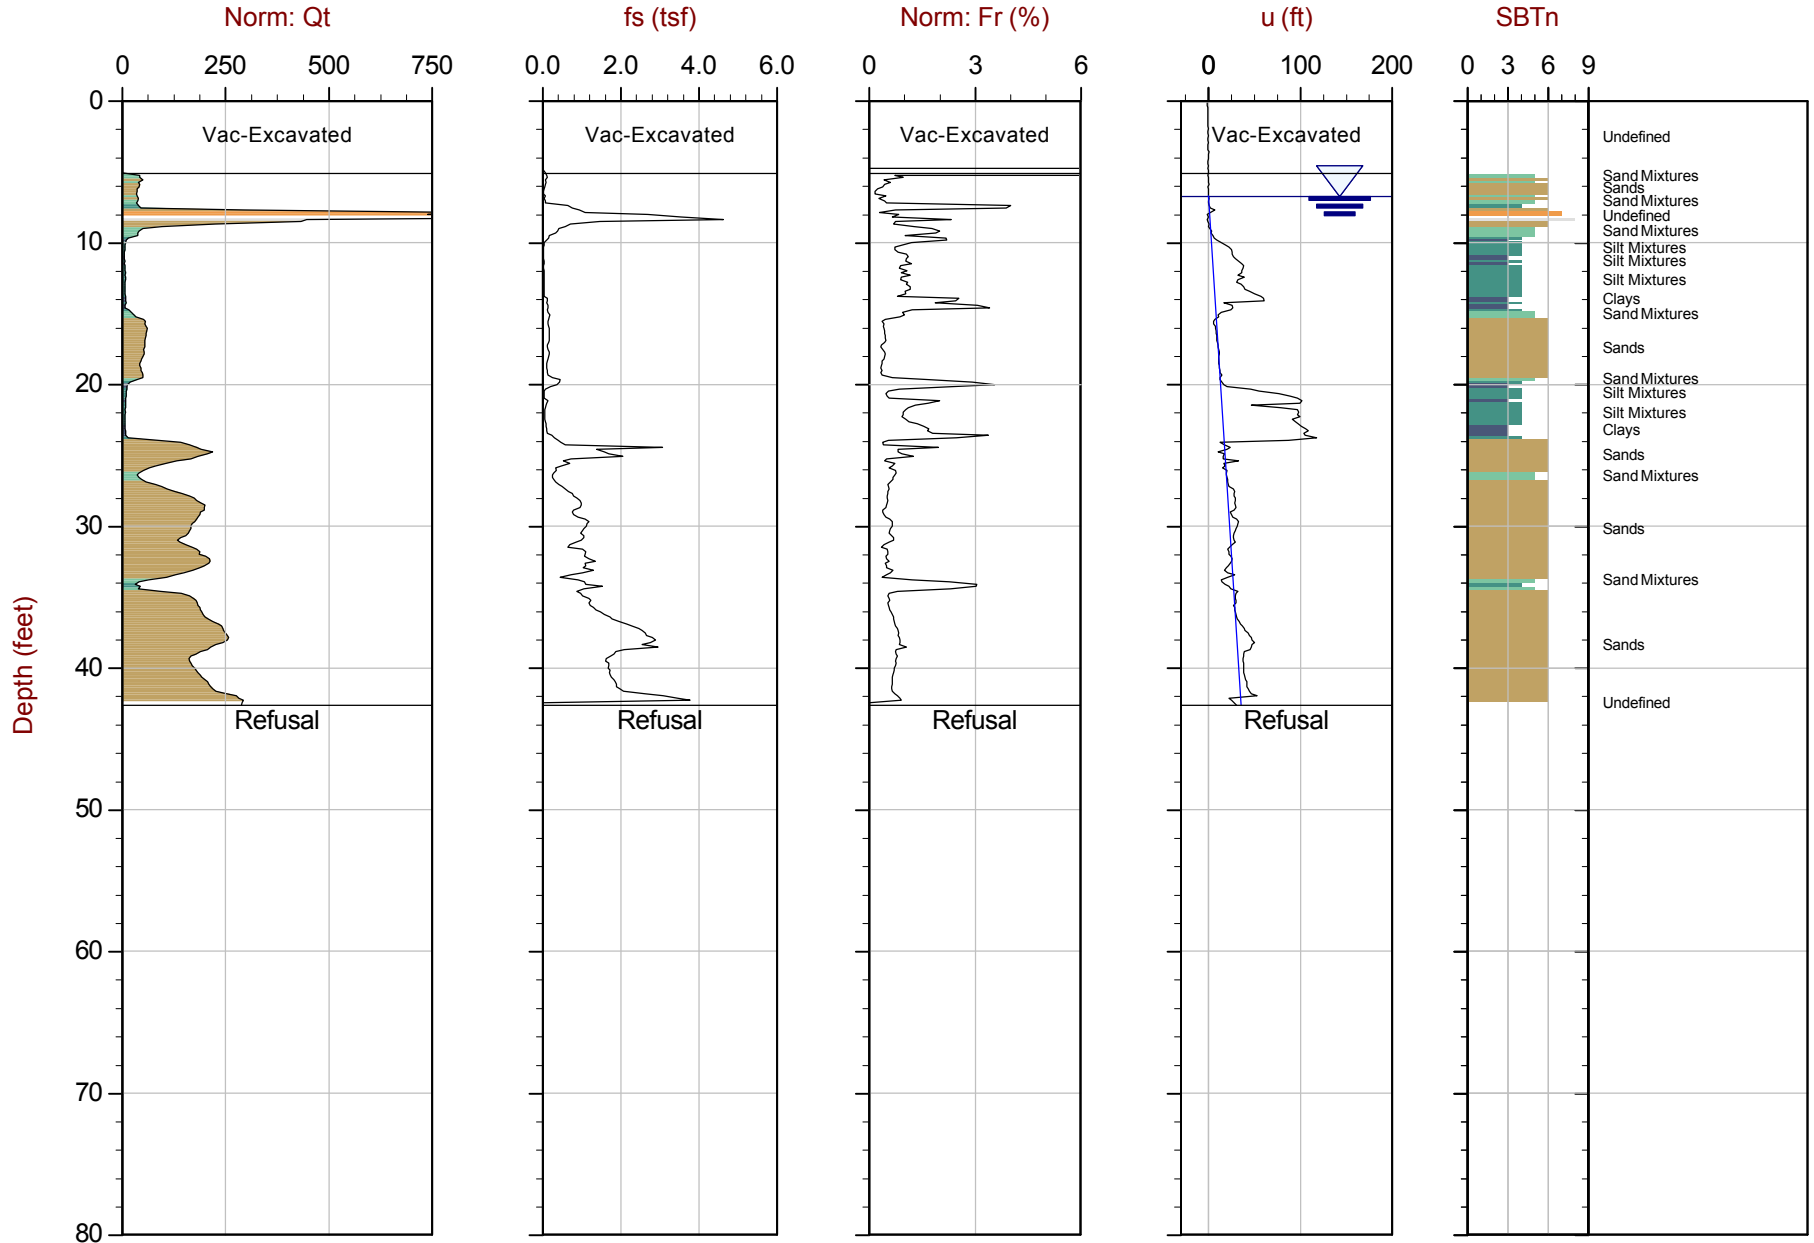 Norm: Qt fs (tsf) Norm: Fr (%) u (ft) SBTn
0 250 500 750 0.0 2.0 4.0 6.0 0 3 6 0 100 200 0 3 6 9
0
Vac-Excavated Vac-Excavated Vac-Excavated Vac-Excavated Undefined
Sand Mixtures
Sands
Sand Mixtures
Undefined
Sand Mixtures
10
Silt Mixtures
Silt Mixtures
Silt Mixtures
Clays
Sand Mixtures
Sands
20
Sand Mixtures
Silt Mixtures
Silt Mixtures
Clays
Sands
Sand Mixtures
30
Sands
Sand Mixtures
Depth (feet)
Sands
40
Undefined
Refusal Refusal Refusal Refusal
50
60
70
80